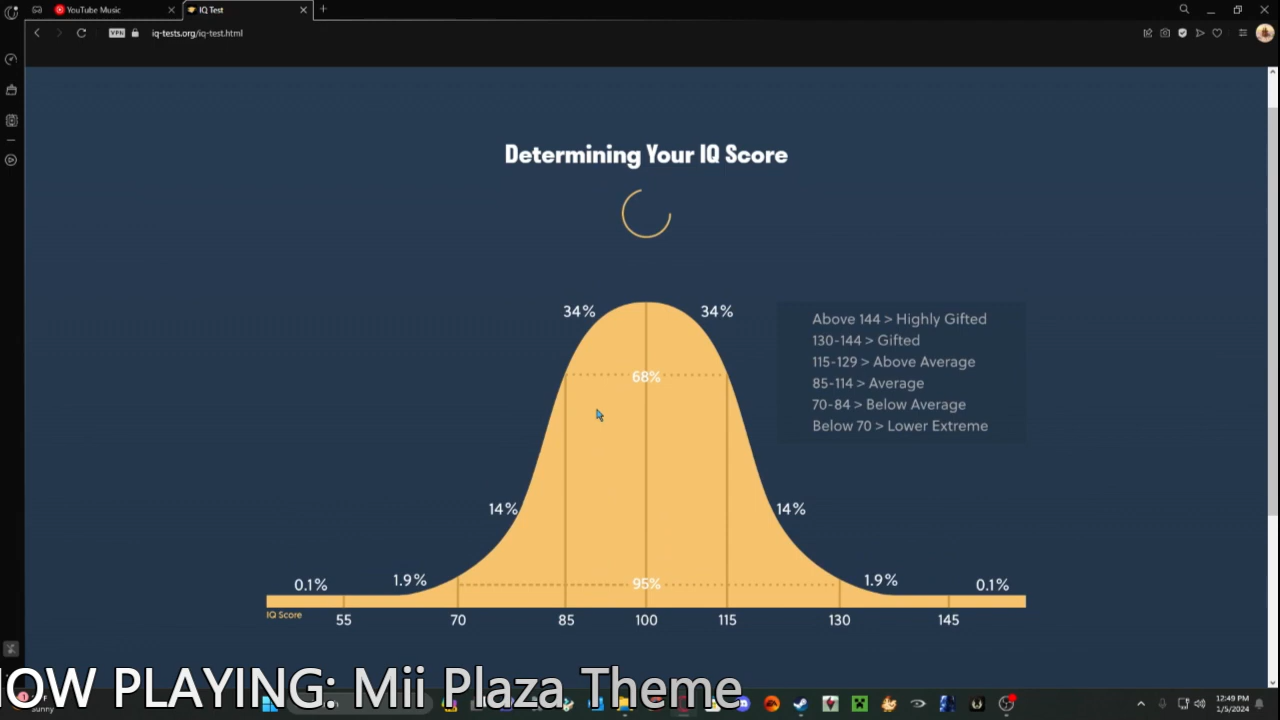 YouTube Music
IQ Test
VPN
iq-tests.org/iq-test.html
Determining Your IQ Score
34%
34%
68%
Above 144 > Highly Gifted
130-144 > Gifted
115-129 > Above Average
85-114 > Average
70-84 > Below Average
Below 70 > Lower Extreme
14%
14%
0.1%
1.9%
95%
1.9%
0.1%
IQ Score
55
70
85
100
115
130
145
NOW PLAYING: Mii Plaza Theme
Sunny
12:49 PM
1/5/2024